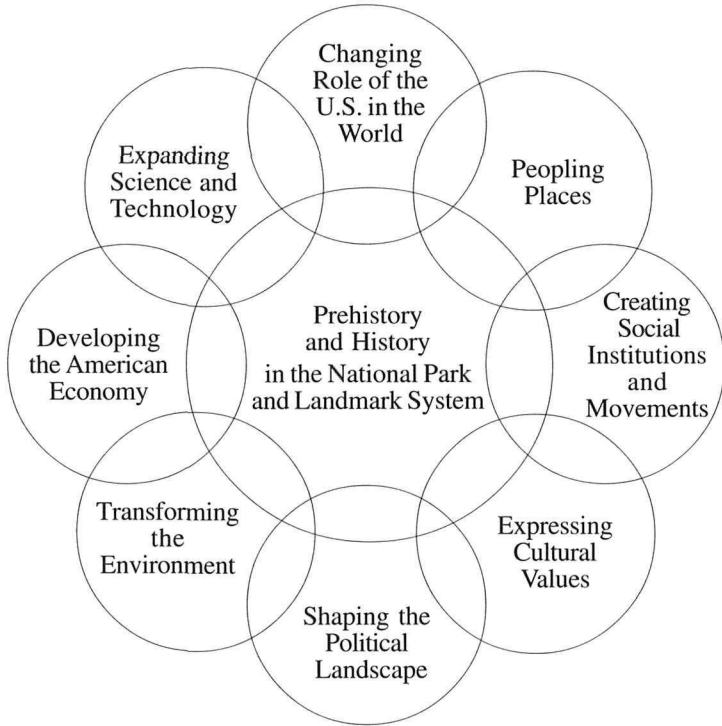 Changing
Role of the
U.S. in the
World
Peopling
Places
Creating
Social
Institutions
and
Movements
Expressing
Cultural
Values
Shaping the
Political
Landscape
Transforming
the
Environment
Developing
the American
Economy
Expanding
Science and
Technology
Prehistory
and History
in the National Park
and Landmark System